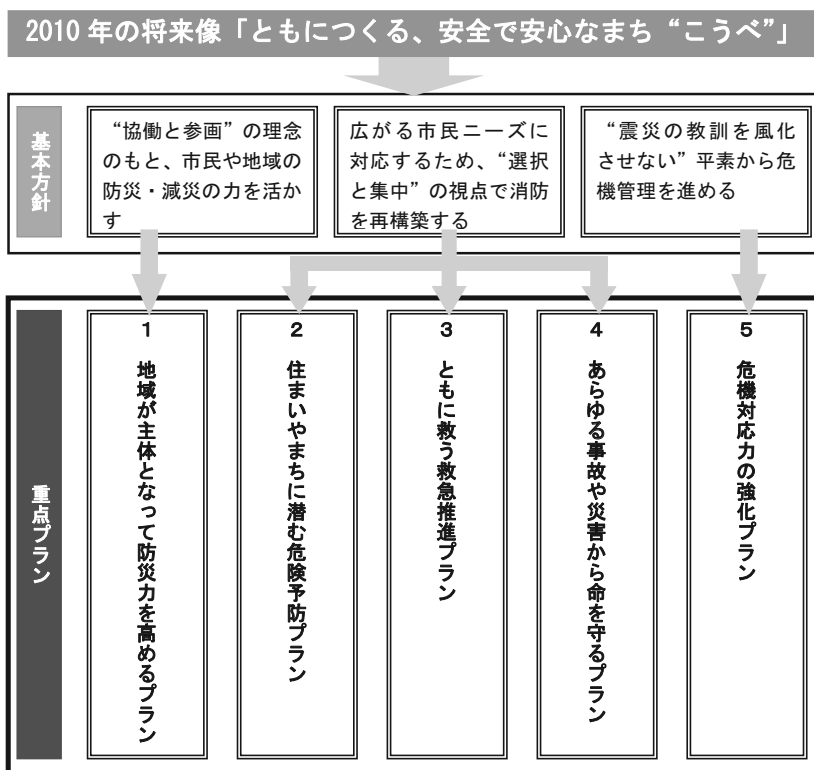 2010 年の将来像「ともにつくる、安全で安心なまち “こうべ”」
基本方針
“協働と参画”の理念
のもと、市民や地域の
防災・減災の力を活か
す
広がる市民ニーズに
対応するため、“選択
と集中”の視点で消防
を再構築する
“震災の教訓を風化
させない”平素から危
機管理を進める
重点プラン
1 地域が主体となって防災力を高めるプラン
2 住まいやまちに潜む危険予防プラン
3 ともに救う救急推進プラン
4 あらゆる事故や災害から命を守るプラン
5 危機対応力の強化プラン